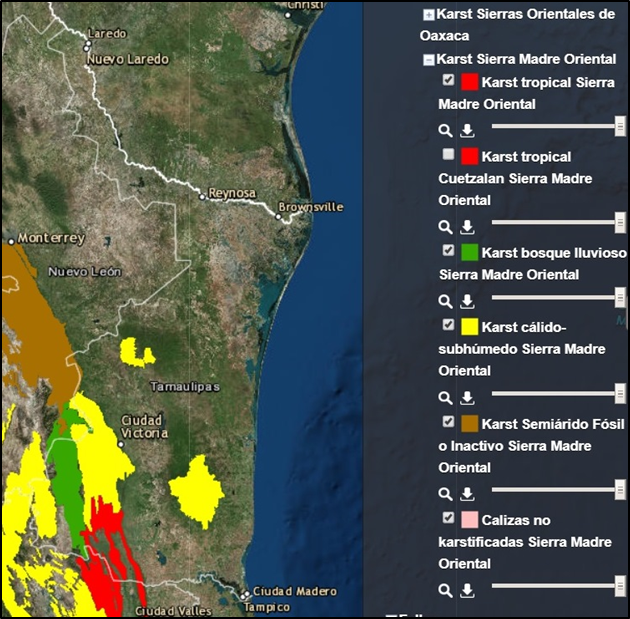 Christi
Laredo
Nuevo Laredo
Reynosa
Brownsville
Monterrey
Nuevo León
Tamaulipas
Ciudad
Victoria
Ciudad Madero
Tampico
Ciudad Valles
Karst Sierras Orientales de
Oaxaca
Karst Sierra Madre Oriental
Karst tropical Sierra
Madre Oriental
Karst tropical
Cuetzalan Sierra Madre
Oriental
Karst bosque lluvioso
Sierra Madre Oriental
Karst cálido-
subhúmedo Sierra Madre
Oriental
Karst Semiárido Fósil
o Inactivo Sierra Madre
Oriental
Calizas no
karstificadas Sierra Madre
Oriental